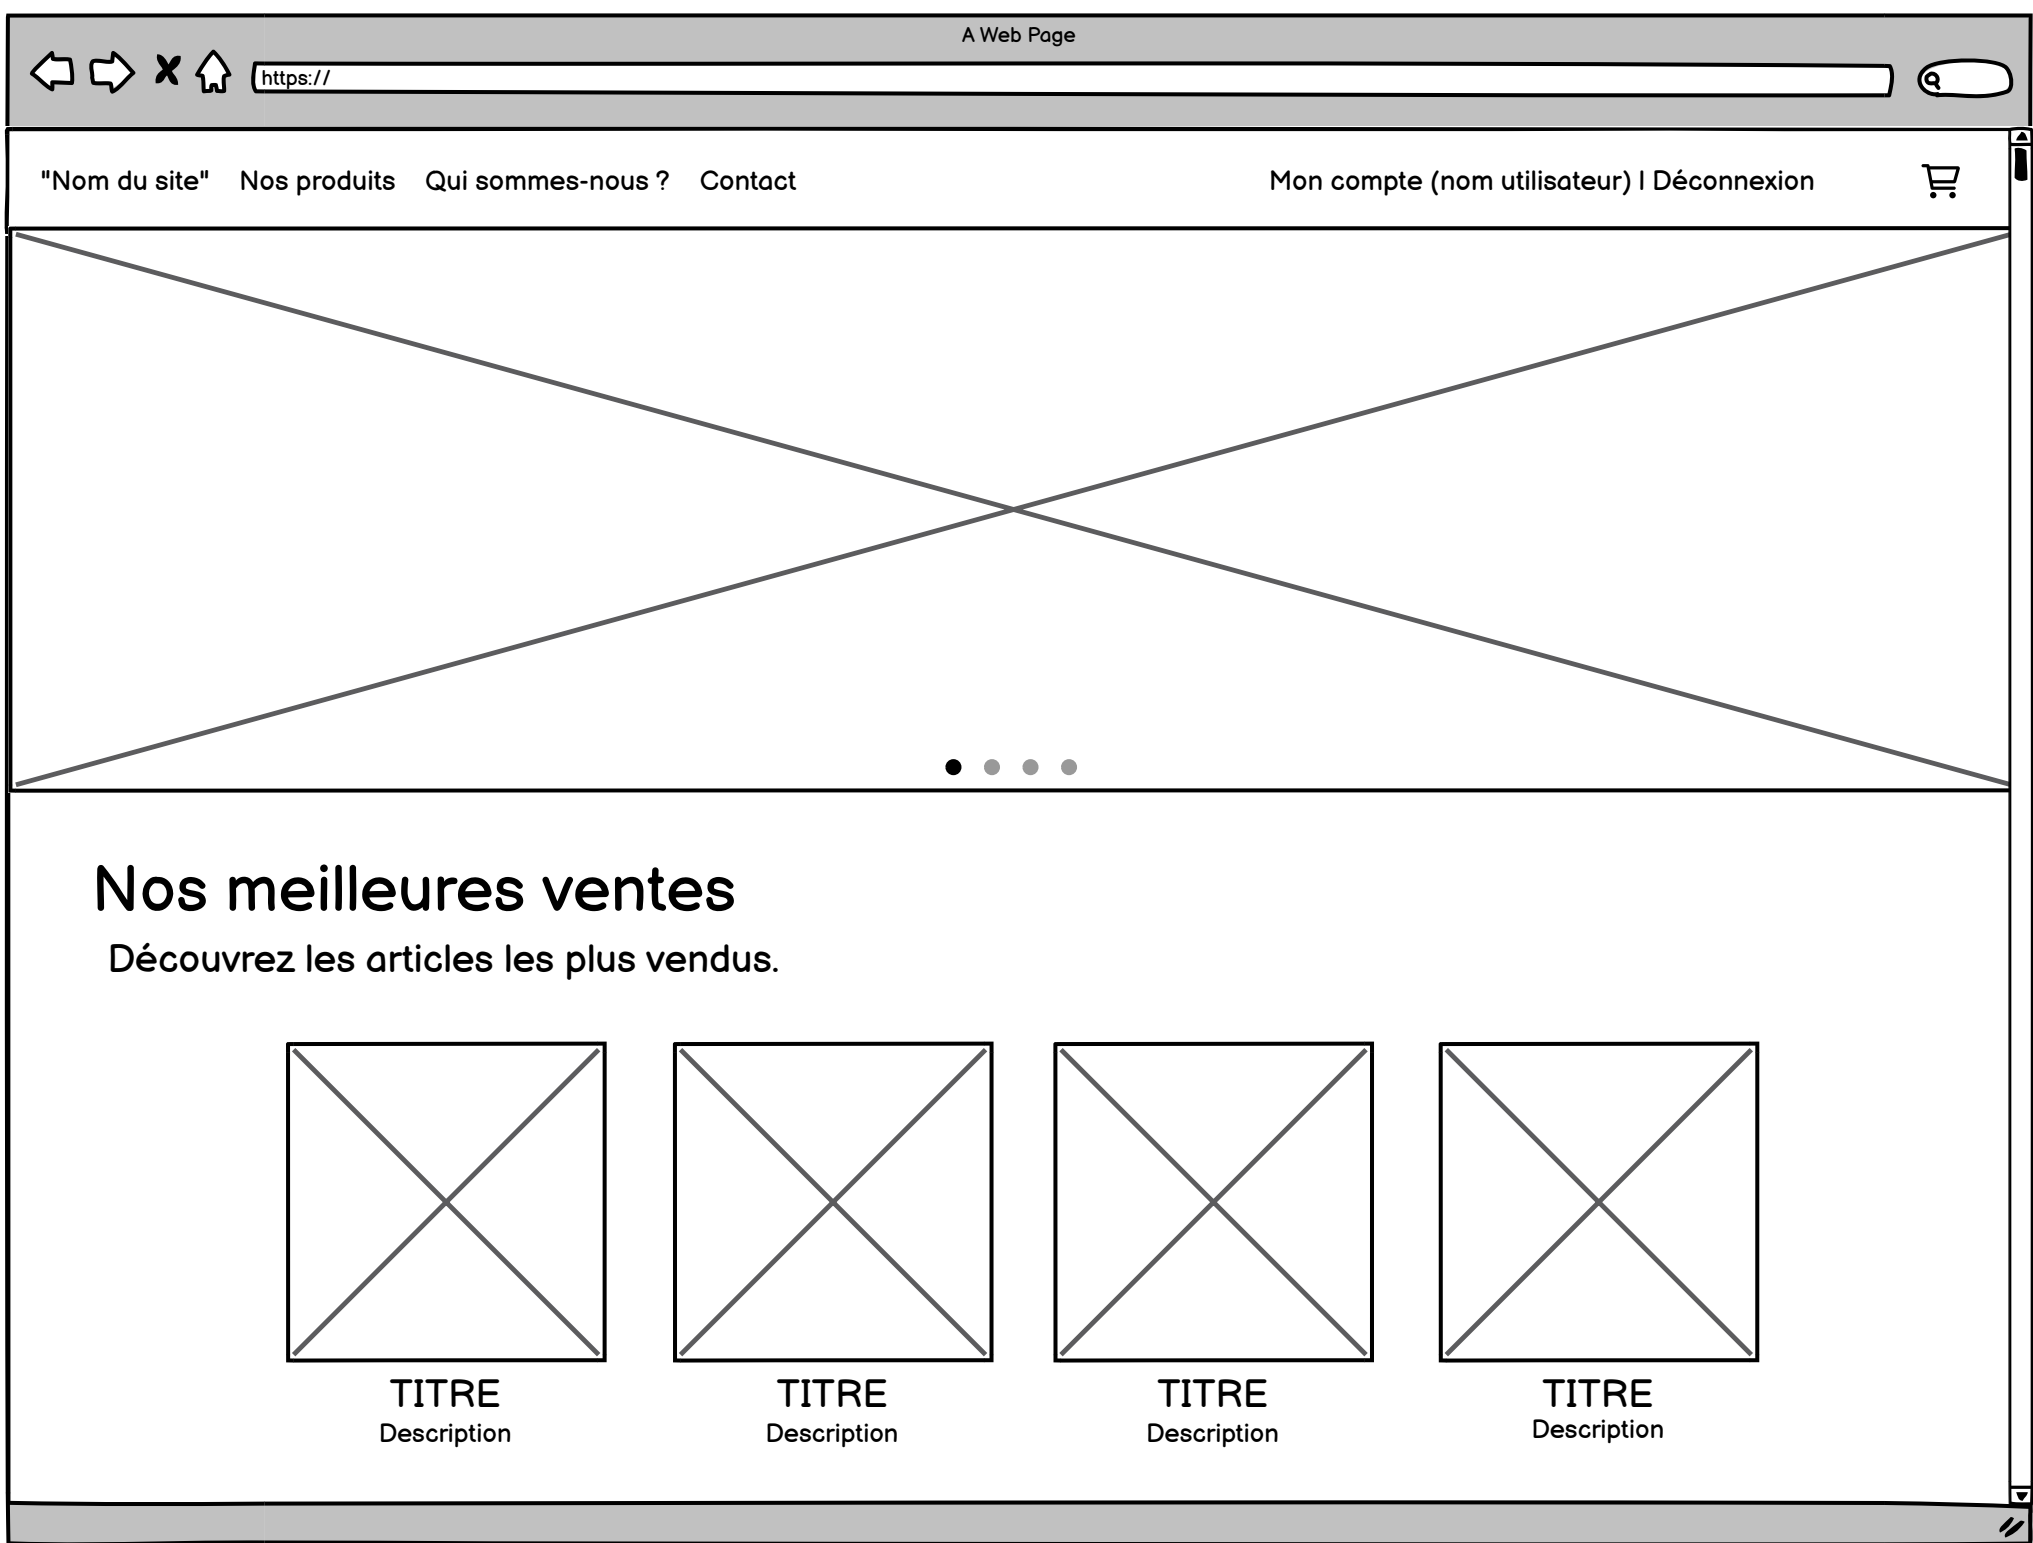 A Web Page
https://
"Nom du site" Nos produits Qui sommes-nous ? Contact Mon compte (nom utilisateur) | Déconnexion
Nos meilleures ventes
Découvrez les articles les plus vendus.
TITRE TITRE TITRE TITRE
Description Description Description Description